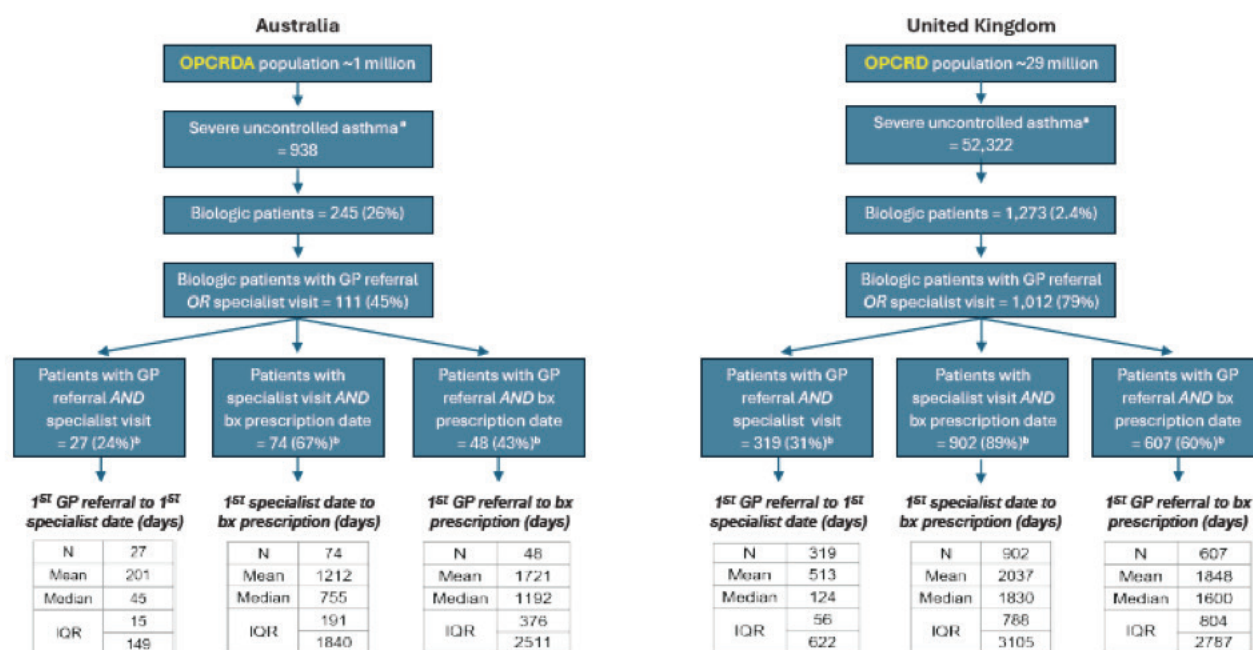 Australia
OPCRDA population ~1 million
Severe uncontrolled asthmaᵃ
= 938
Biologic patients = 245 (26%)
Biologic patients with GP referral
OR specialist visit = 111 (45%)
Patients with GP
referral AND
specialist visit
= 27 (24%)ᵇ
Patients with
specialist visit AND
bx prescription date
= 74 (67%)ᵇ
Patients with GP
referral AND bx
prescription date
= 48 (43%)ᵇ
1ST GP referral to 1ST
specialist date (days)
N 27
Mean 201
Median 45
IQR 15
149
1ST specialist date to
bx prescription (days)
N 74
Mean 1212
Median 755
IQR 191
1840
1ST GP referral to bx
prescription (days)
N 48
Mean 1721
Median 1192
IQR 376
2511
United Kingdom
OPCRD population ~29 million
Severe uncontrolled asthmaᵃ
= 52,322
Biologic patients = 1,273 (2.4%)
Biologic patients with GP referral
OR specialist visit = 1,012 (79%)
Patients with GP
referral AND
specialist visit
= 319 (31%)ᵇ
Patients with
specialist visit AND
bx prescription date
= 902 (89%)ᵇ
Patients with GP
referral AND bx
prescription date
= 607 (60%)ᵇ
1ST GP referral to 1ST
specialist date (days)
N 319
Mean 513
Median 124
IQR 56
622
1ST specialist date to
bx prescription (days)
N 902
Mean 2037
Median 1830
IQR 788
3105
1ST GP referral to bx
prescription (days)
N 607
Mean 1848
Median 1600
IQR 804
2787